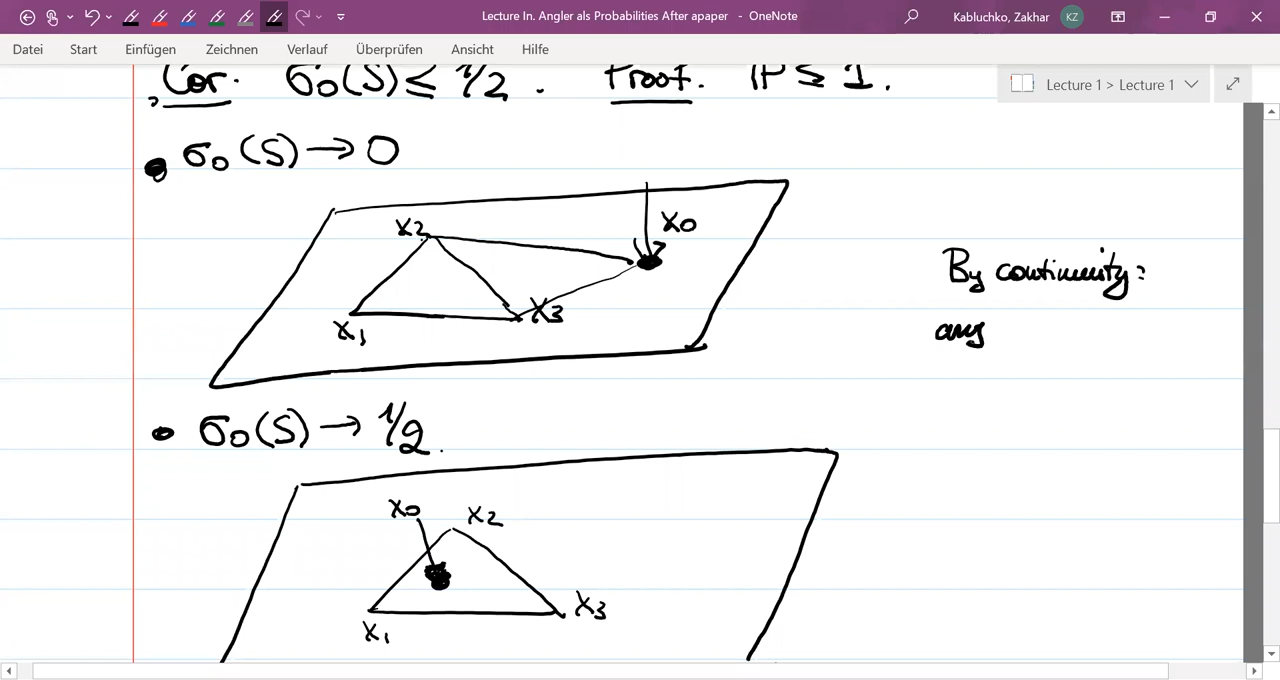 Lecture In. Angler als Probabilities After apaper - OneNote
Kabluchko, Zakhar KZ
Datei Start Einfügen Zeichnen Verlauf Überprüfen Ansicht Hilfe
Lecture 1 > Lecture 1
Cor. σ0(S) ≤ 1/2. Proof. IP ≤ 1.
• σ0(S) → 0
x2
x0
x1
x3
By continuity:
any
• σ0(S) → 1/2.
x0
x2
x1
x3